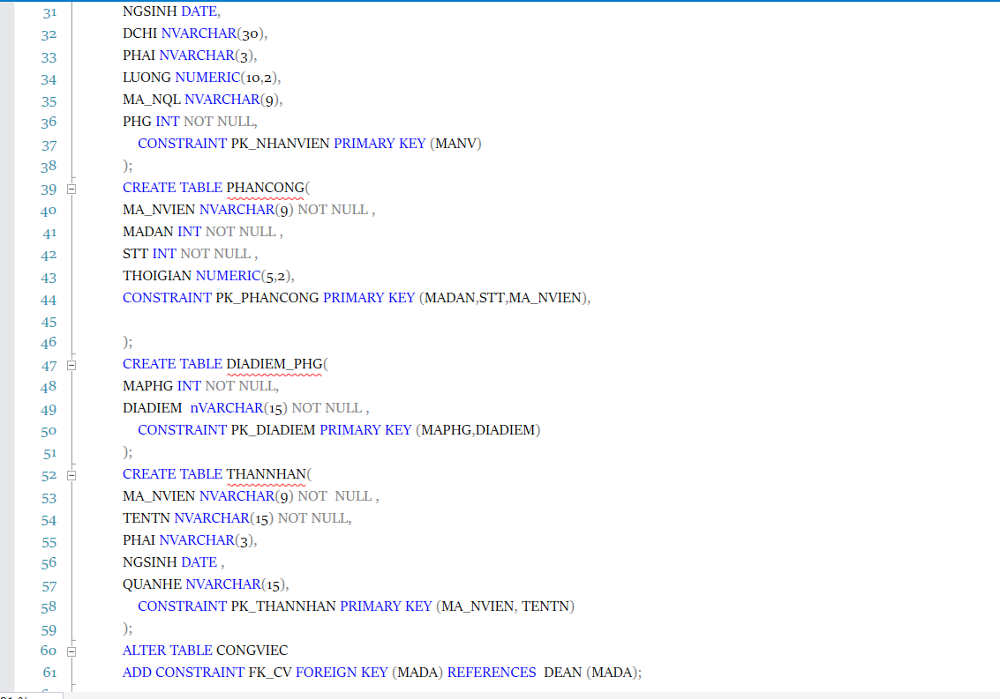 31 NGSINH DATE,
32 DCHI NVARCHAR(30),
33 PHAI NVARCHAR(3),
34 LUONG NUMERIC(10,2),
35 MA_NQL NVARCHAR(9),
36 PHG INT NOT NULL,
37 CONSTRAINT PK_NHANVIEN PRIMARY KEY (MANV)
38 );
39 CREATE TABLE PHANCONG(
40 MA_NVIEN NVARCHAR(9) NOT NULL ,
41 MADAN INT NOT NULL ,
42 STT INT NOT NULL ,
43 THOIGIAN NUMERIC(5,2),
44 CONSTRAINT PK_PHANCONG PRIMARY KEY (MADAN,STT,MA_NVIEN),
45
46 );
47 CREATE TABLE DIADIEM_PHG(
48 MAPHG INT NOT NULL,
49 DIADIEM  nVARCHAR(15) NOT NULL ,
50 CONSTRAINT PK_DIADIEM PRIMARY KEY (MAPHG,DIADIEM)
51 );
52 CREATE TABLE THANNHAN(
53 MA_NVIEN NVARCHAR(9) NOT  NULL ,
54 TENTN NVARCHAR(15) NOT NULL,
55 PHAI NVARCHAR(3),
56 NGSINH DATE ,
57 QUANHE NVARCHAR(15),
58 CONSTRAINT PK_THANNHAN PRIMARY KEY (MA_NVIEN, TENTN)
59 );
60 ALTER TABLE CONGVIEC
61 ADD CONSTRAINT FK_CV FOREIGN KEY (MADA) REFERENCES  DEAN (MADA);